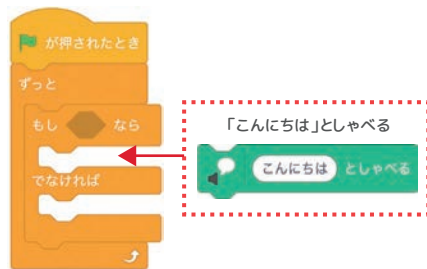 が押されたとき
ずっと
もし なら
でなければ
「こんにちは」としゃべる
こんにちは としゃべる